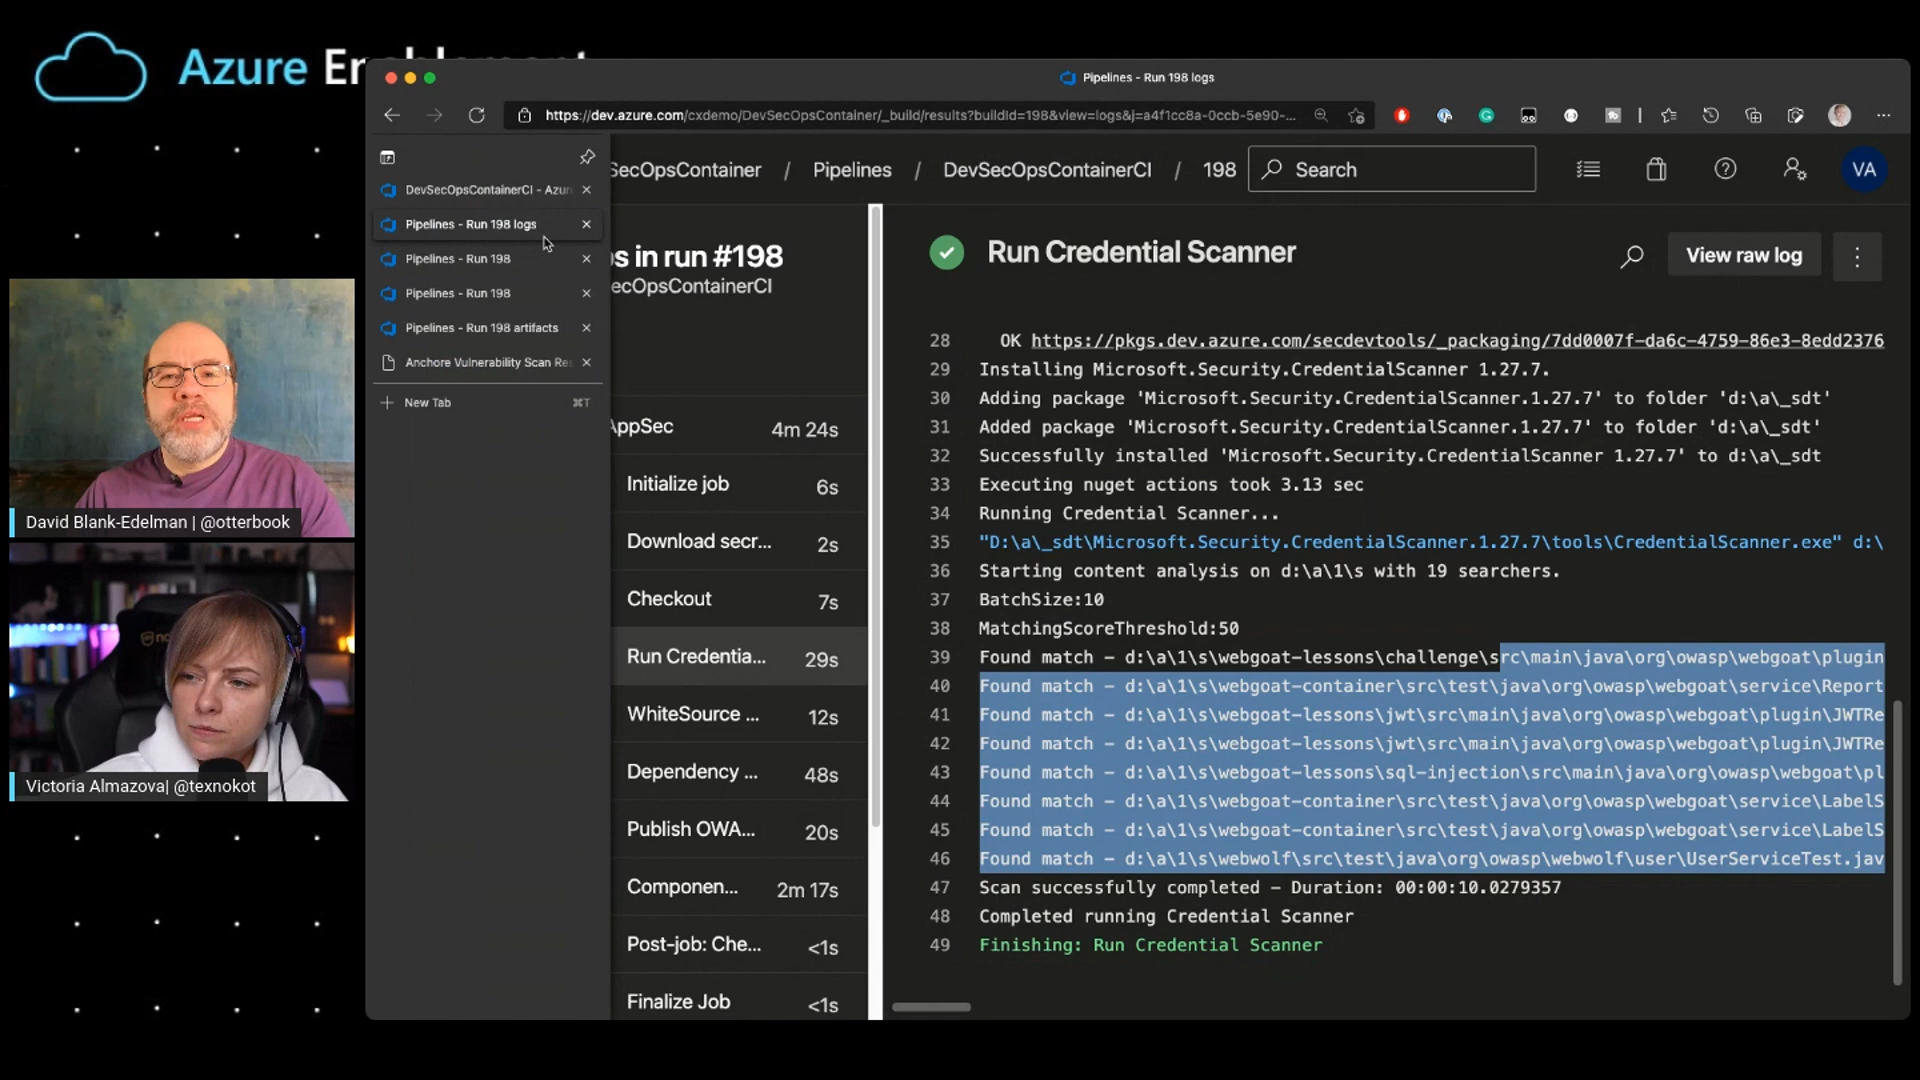 Azure
Pipelines - Run 198 logs
https://dev.azure.com/cxdemo/DevSecOpsContainer/_build/results?buildId=198&view=logs&j=a4f1cc8a-0ccb-5e90-...
SecOpsContainer / Pipelines / DevSecOpsContainerCI / 198
Search
VA
DevSecOpsContainerCI - Azur
Pipelines - Run 198 logs
Pipelines - Run 198
Pipelines - Run 198
Pipelines - Run 198 artifacts
Anchore Vulnerability Scan Re
New Tab ⌘T
s in run #198
ecOpsContainerCI
AppSec 4m 24s
Initialize job 6s
Download secr... 2s
Checkout 7s
Run Credentia... 29s
WhiteSource ... 12s
Dependency ... 48s
Publish OWA... 20s
Componen... 2m 17s
Post-job: Che... <1s
Finalize Job <1s
Run Credential Scanner
View raw log
28 OK https://pkgs.dev.azure.com/secdevtools/_packaging/7dd0007f-da6c-4759-86e3-8edd2376
29 Installing Microsoft.Security.CredentialScanner 1.27.7.
30 Adding package 'Microsoft.Security.CredentialScanner.1.27.7' to folder 'd:\a\_sdt'
31 Added package 'Microsoft.Security.CredentialScanner.1.27.7' to folder 'd:\a\_sdt'
32 Successfully installed 'Microsoft.Security.CredentialScanner 1.27.7' to d:\a\_sdt
33 Executing nuget actions took 3.13 sec
34 Running Credential Scanner...
35 "D:\a\_sdt\Microsoft.Security.CredentialScanner.1.27.7\tools\CredentialScanner.exe" d:\
36 Starting content analysis on d:\a\1\s with 19 searchers.
37 BatchSize:10
38 MatchingScoreThreshold:50
39 Found match - d:\a\1\s\webgoat-lessons\challenge\src\main\java\org\owasp\webgoat\plugin
40 Found match - d:\a\1\s\webgoat-container\src\test\java\org\owasp\webgoat\service\Report
41 Found match - d:\a\1\s\webgoat-lessons\jwt\src\main\java\org\owasp\webgoat\plugin\JWTRe
42 Found match - d:\a\1\s\webgoat-lessons\jwt\src\main\java\org\owasp\webgoat\plugin\JWTRe
43 Found match - d:\a\1\s\webgoat-lessons\sql-injection\src\main\java\org\owasp\webgoat\pl
44 Found match - d:\a\1\s\webgoat-container\src\test\java\org\owasp\webgoat\service\LabelS
45 Found match - d:\a\1\s\webgoat-container\src\test\java\org\owasp\webgoat\service\LabelS
46 Found match - d:\a\1\s\webwolf\src\test\java\org\owasp\webwolf\user\UserServiceTest.jav
47 Scan successfully completed - Duration: 00:00:10.0279357
48 Completed running Credential Scanner
49 Finishing: Run Credential Scanner
David Blank-Edelman | @otterbook
Victoria Almazova| @texnokot